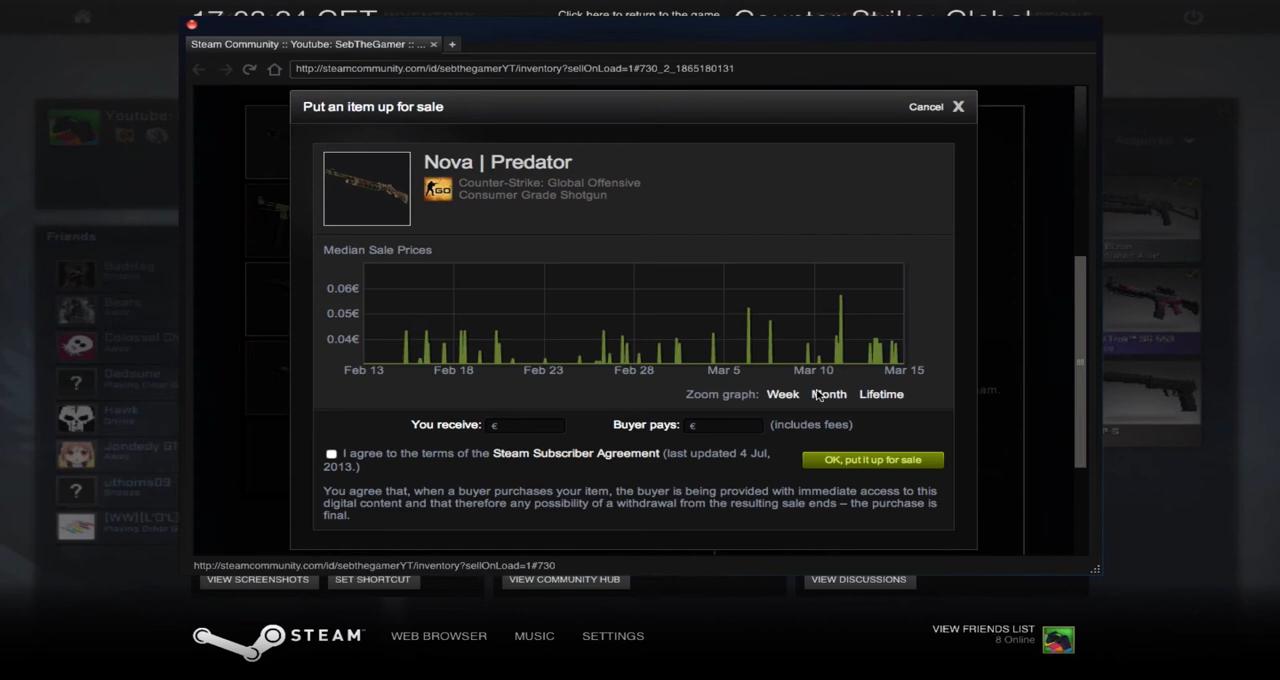 Click here to return to the game
Steam Community :: Youtube: SebTheGamer :: ... × +
http://steamcommunity.com/id/sebthegamerYT/inventory?sellOnLoad=1#730_2_1865180131
Put an item up for sale
Cancel X
Youtube:
Nova | Predator
Counter-Strike: Global Offensive
Consumer Grade Shotgun
GO
Friends
Median Sale Prices
0.06€
0.05€
0.04€
Feb 13 Feb 18 Feb 23 Feb 28 Mar 5 Mar 10 Mar 15
Zoom graph: Week Month Lifetime
You receive: € Buyer pays: € (includes fees)
I agree to the terms of the Steam Subscriber Agreement (last updated 4 Jul,
2013.)
OK, put it up for sale
You agree that, when a buyer purchases your item, the buyer is being provided with immediate access to this
digital content and that therefore any possibility of a withdrawal from the resulting sale ends – the purchase is
final.
Bears
Dedsune
Hawk
Jondedy GT
uthorns09
http://steamcommunity.com/id/sebthegamerYT/inventory?sellOnLoad=1#730
VIEW SCREENSHOTS SET SHORTCUT VIEW COMMUNITY HUB VIEW DISCUSSIONS
STEAM WEB BROWSER MUSIC SETTINGS
VIEW FRIENDS LIST
8 Online